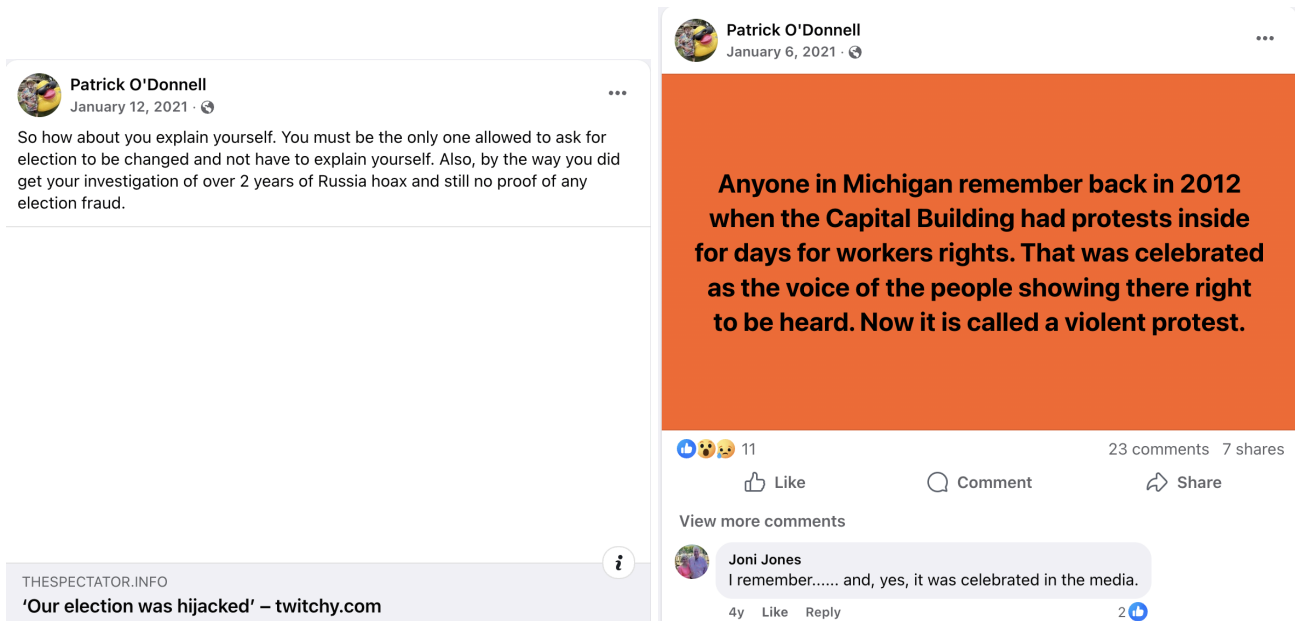 Patrick O'Donnell
January 12, 2021 ·
So how about you explain yourself. You must be the only one allowed to ask for
election to be changed and not have to explain yourself. Also, by the way you did
get your investigation of over 2 years of Russia hoax and still no proof of any
election fraud.
THESPECTATOR.INFO
‘Our election was hijacked’ – twitchy.com
Patrick O'Donnell
January 6, 2021 ·
Anyone in Michigan remember back in 2012
when the Capital Building had protests inside
for days for workers rights. That was celebrated
as the voice of the people showing there right
to be heard. Now it is called a violent protest.
11
23 comments 7 shares
Like
Comment
Share
View more comments
Joni Jones
I remember...... and, yes, it was celebrated in the media.
4y Like Reply
2